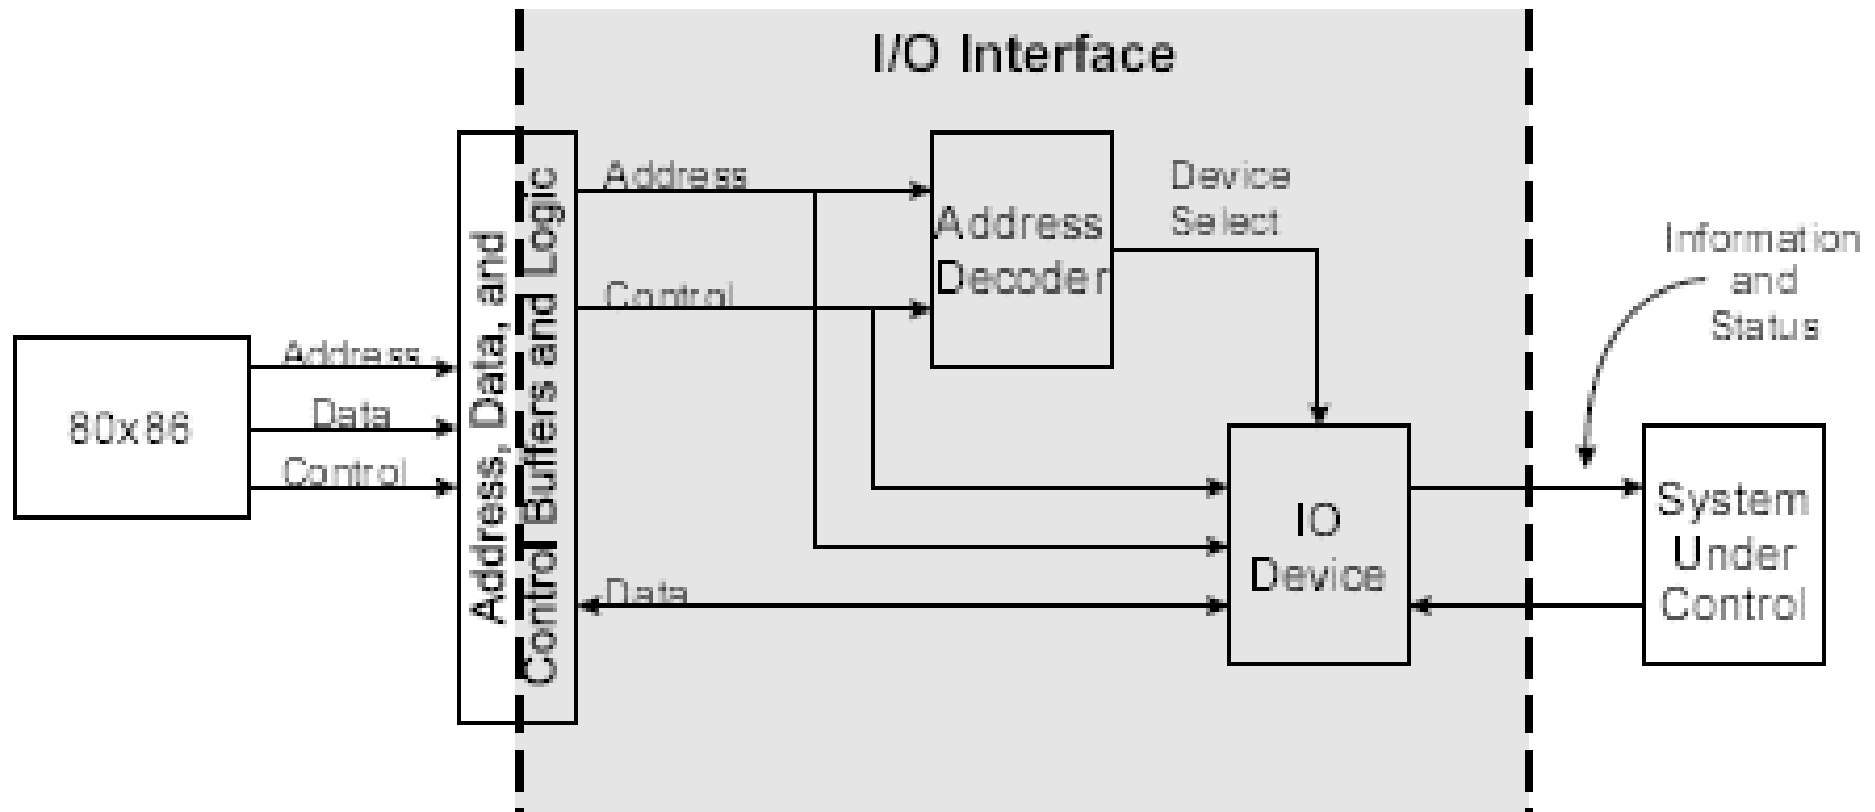 I/O Interface
80x86
Address
Data
Control
Address, Data, and
Control Buffers and Logic
Address
Control
Data
Address
Decoder
Device
Select
IO
Device
Information
and
Status
System
Under
Control